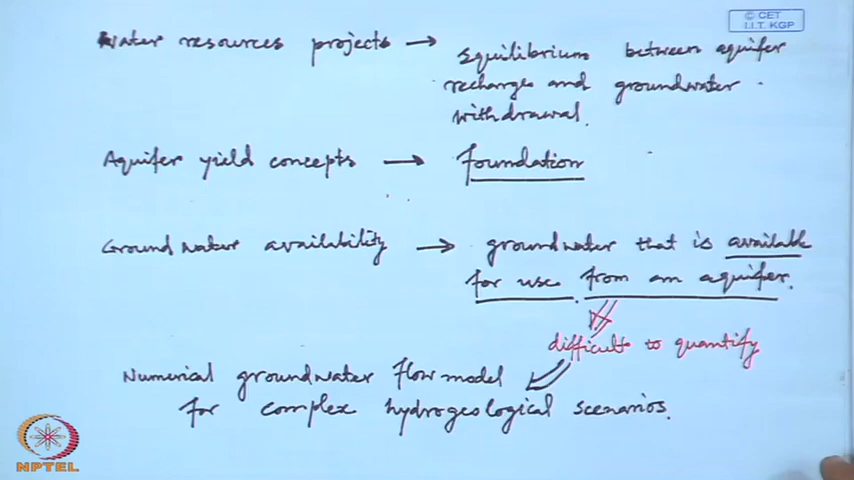 © CET
I.I.T. KGP
Water resources projects → Equilibrium between aquifer
recharge and groundwater
withdrawal.
Aquifer yield concepts → foundation
Groundwater availability → groundwater that is available
for use from an aquifer.
difficult to quantify
Numerical groundwater flow model
for complex hydrogeological scenarios.
NPTEL